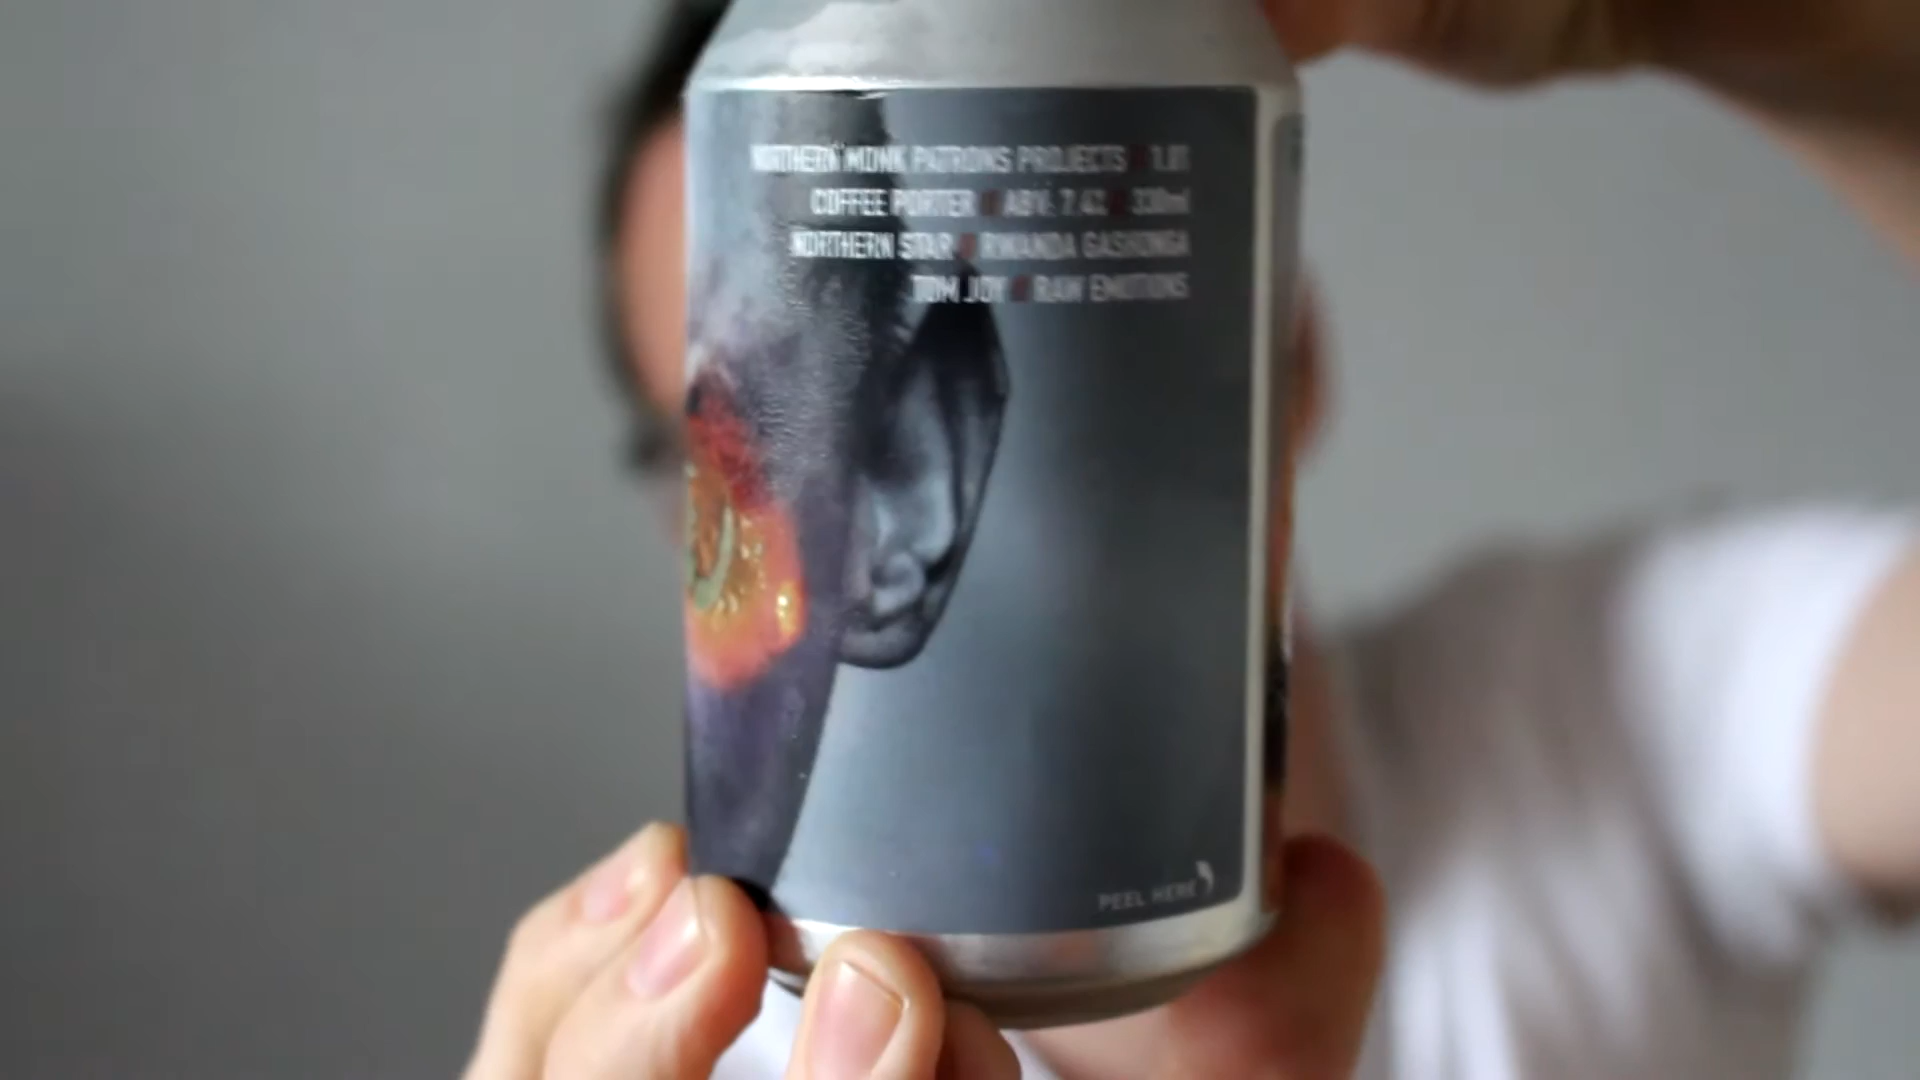 NORTHERN MONK PATRONS PROJECTS // 1.01
COFFEE PORTER // ABV: 7.4% // 330ml
NORTHERN STAR // RWANDA GASHONGA
TOM JOY // RAW EMOTIONS
PEEL HERE